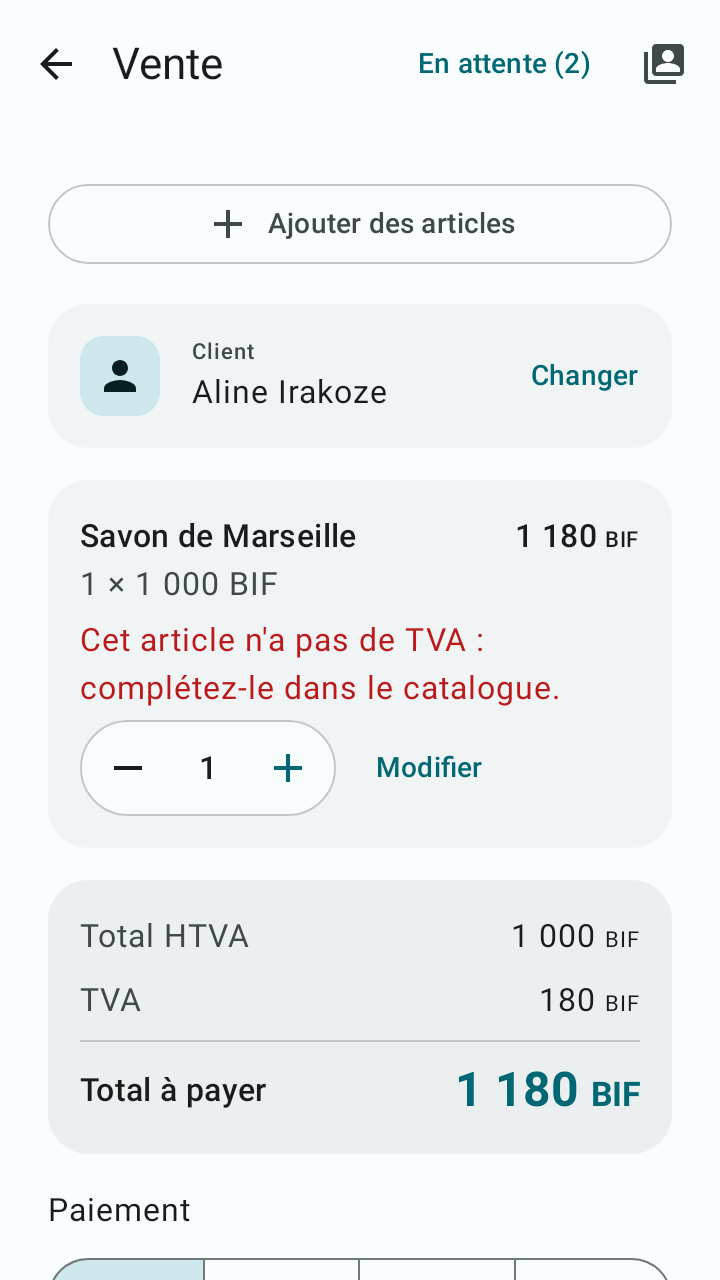 Vente
En attente (2)
Ajouter des articles
Client
Aline Irakoze
Changer
Savon de Marseille
1 180 BIF
1 × 1 000 BIF
Cet article n'a pas de TVA :
complétez-le dans le catalogue.
1
Modifier
Total HTVA
1 000 BIF
TVA
180 BIF
Total à payer
1 180 BIF
Paiement